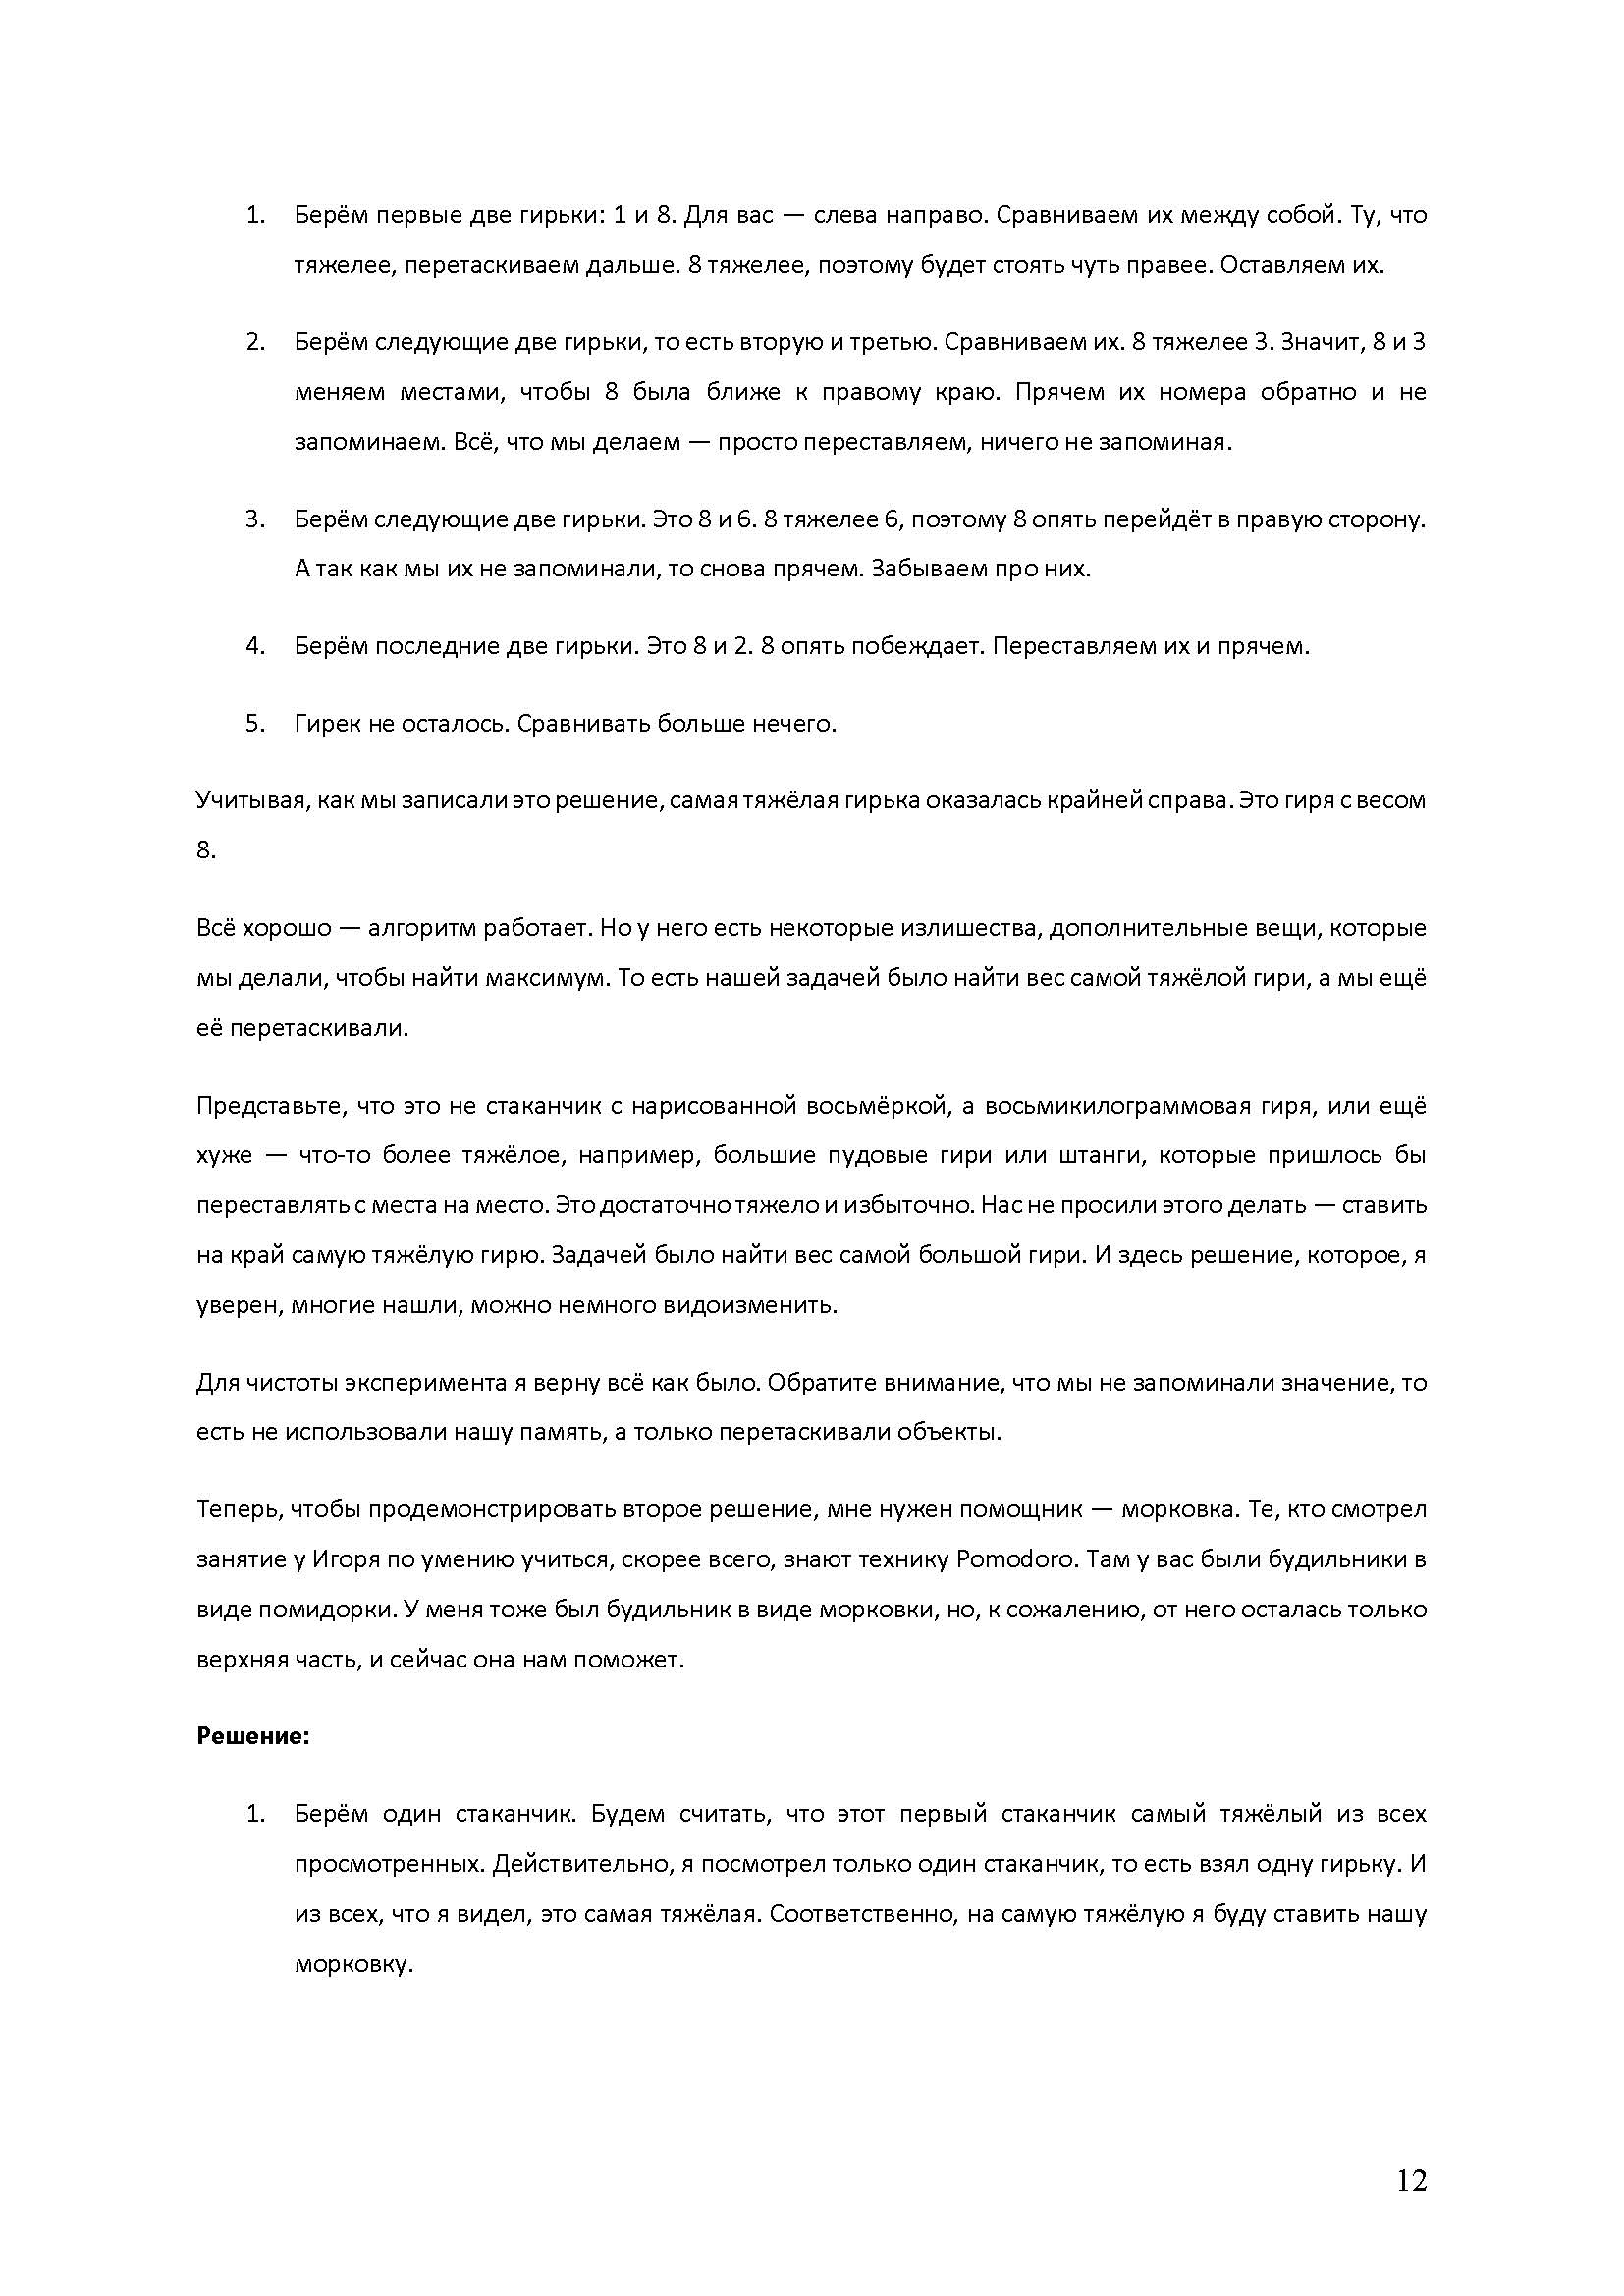 1. Берём первые две гирьки: 1 и 8. Для вас — слева направо. Сравниваем их между собой. Ту, что
тяжелее, перетаскиваем дальше. 8 тяжелее, поэтому будет стоять чуть правее. Оставляем их.
2. Берём следующие две гирьки, то есть вторую и третью. Сравниваем их. 8 тяжелее 3. Значит, 8 и 3
меняем местами, чтобы 8 была ближе к правому краю. Прячем их номера обратно и не
запоминаем. Всё, что мы делаем — просто переставляем, ничего не запоминая.
3. Берём следующие две гирьки. Это 8 и 6. 8 тяжелее 6, поэтому 8 опять перейдёт в правую сторону.
А так как мы их не запоминали, то снова прячем. Забываем про них.
4. Берём последние две гирьки. Это 8 и 2. 8 опять побеждает. Переставляем их и прячем.
5. Гирек не осталось. Сравнивать больше нечего.
Учитывая, как мы записали это решение, самая тяжёлая гирька оказалась крайней справа. Это гиря с весом
8.
Всё хорошо — алгоритм работает. Но у него есть некоторые излишества, дополнительные вещи, которые
мы делали, чтобы найти максимум. То есть нашей задачей было найти вес самой тяжёлой гири, а мы ещё
её перетаскивали.
Представьте, что это не стаканчик с нарисованной восьмёркой, а восьмикилограммовая гиря, или ещё
хуже — что-то более тяжёлое, например, большие пудовые гири или штанги, которые пришлось бы
переставлять с места на место. Это достаточно тяжело и избыточно. Нас не просили этого делать — ставить
на край самую тяжёлую гирю. Задачей было найти вес самой большой гири. И здесь решение, которое, я
уверен, многие нашли, можно немного видоизменить.
Для чистоты эксперимента я верну всё как было. Обратите внимание, что мы не запоминали значение, то
есть не использовали нашу память, а только перетаскивали объекты.
Теперь, чтобы продемонстрировать второе решение, мне нужен помощник — морковка. Те, кто смотрел
занятие у Игоря по умению учиться, скорее всего, знают технику Pomodoro. Там у вас были будильники в
виде помидорки. У меня тоже был будильник в виде морковки, но, к сожалению, от него осталась только
верхняя часть, и сейчас она нам поможет.
Решение:
1. Берём один стаканчик. Будем считать, что этот первый стаканчик самый тяжёлый из всех
просмотренных. Действительно, я посмотрел только один стаканчик, то есть взял одну гирьку. И
из всех, что я видел, это самая тяжёлая. Соответственно, на самую тяжёлую я буду ставить нашу
морковку.
12